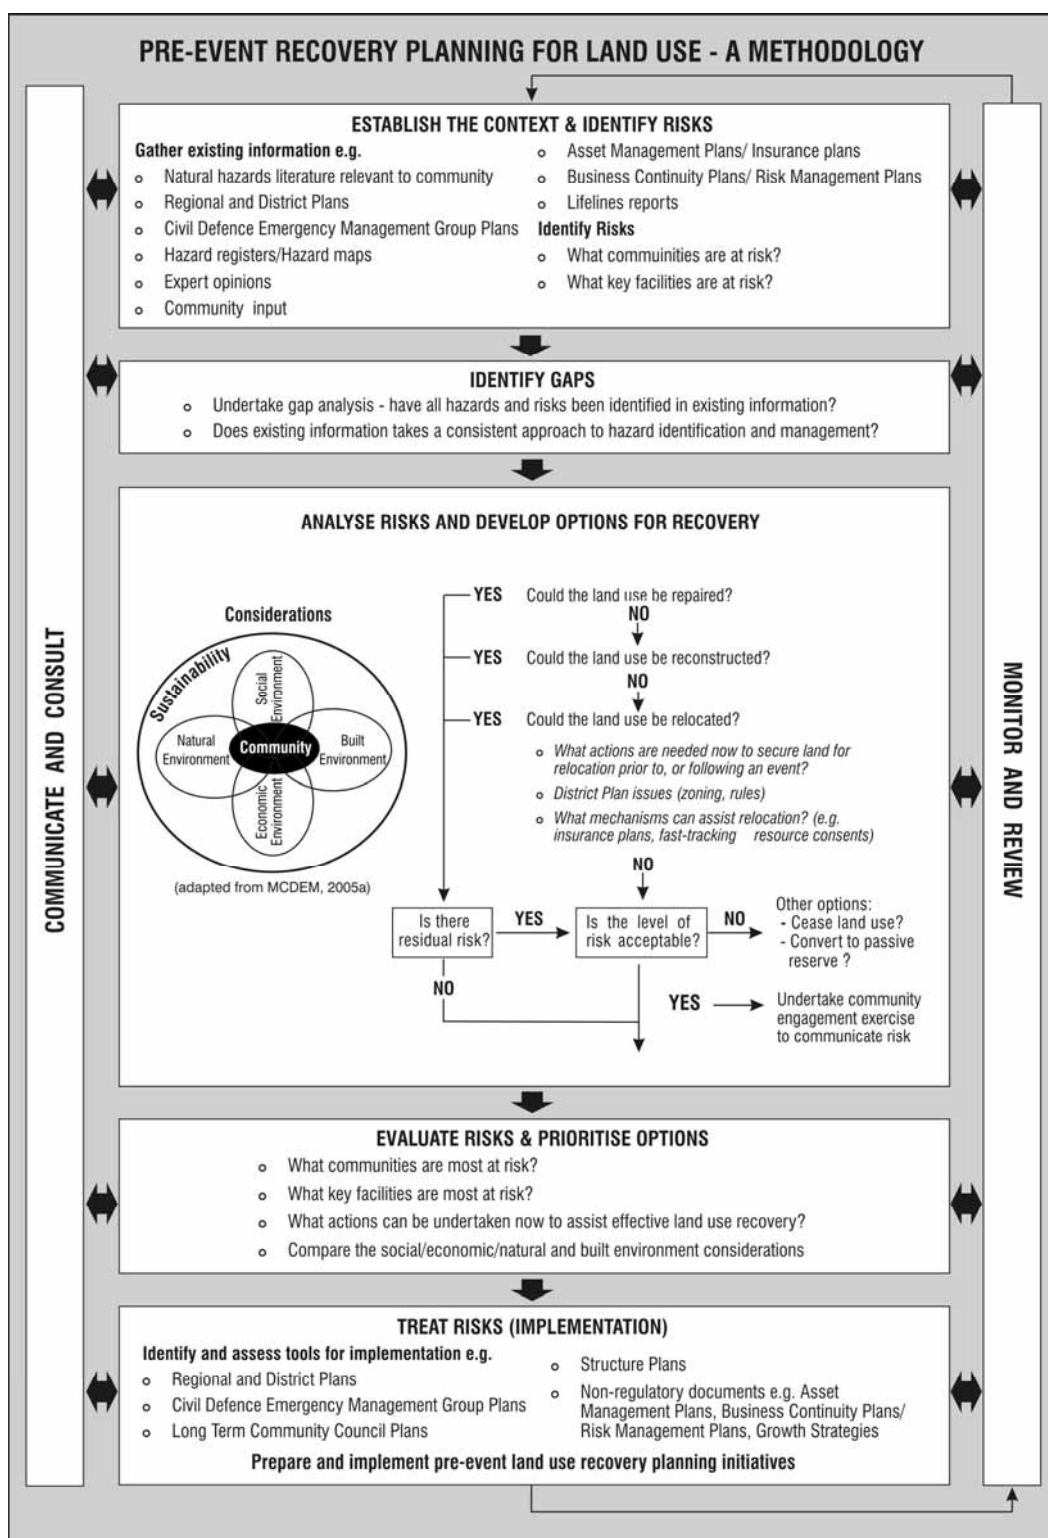 PRE-EVENT RECOVERY PLANNING FOR LAND USE - A METHODOLOGY
COMMUNICATE AND CONSULT
MONITOR AND REVIEW
ESTABLISH THE CONTEXT & IDENTIFY RISKS
Gather existing information e.g.
Natural hazards literature relevant to community
Regional and District Plans
Civil Defence Emergency Management Group Plans
Hazard registers/Hazard maps
Expert opinions
Community input
Asset Management Plans/ Insurance plans
Business Continuity Plans/ Risk Management Plans
Lifelines reports
Identify Risks
What commuinities are at risk?
What key facilities are at risk?
IDENTIFY GAPS
Undertake gap analysis - have all hazards and risks been identified in existing information?
Does existing information takes a consistent approach to hazard identification and management?
ANALYSE RISKS AND DEVELOP OPTIONS FOR RECOVERY
Considerations
Sustainability
Social
Environment
Natural
Environment
Community
Built
Environment
Economic
Environment
(adapted from MCDEM, 2005a)
YES Could the land use be repaired?
NO
YES Could the land use be reconstructed?
NO
YES Could the land use be relocated?
What actions are needed now to secure land for
relocation prior to, or following an event?
District Plan issues (zoning, rules)
What mechanisms can assist relocation? (e.g.
insurance plans, fast-tracking resource consents)
NO
Is there
residual risk?
YES
Is the level of
risk acceptable?
NO
Other options:
- Cease land use?
- Convert to passive
reserve ?
NO
YES
Undertake community
engagement exercise
to communicate risk
EVALUATE RISKS & PRIORITISE OPTIONS
What communities are most at risk?
What key facilities are most at risk?
What actions can be undertaken now to assist effective land use recovery?
Compare the social/economic/natural and built environment considerations
TREAT RISKS (IMPLEMENTATION)
Identify and assess tools for implementation e.g.
Regional and District Plans
Civil Defence Emergency Management Group Plans
Long Term Community Council Plans
Structure Plans
Non-regulatory documents e.g. Asset
Management Plans, Business Continuity Plans/
Risk Management Plans, Growth Strategies
Prepare and implement pre-event land use recovery planning initiatives